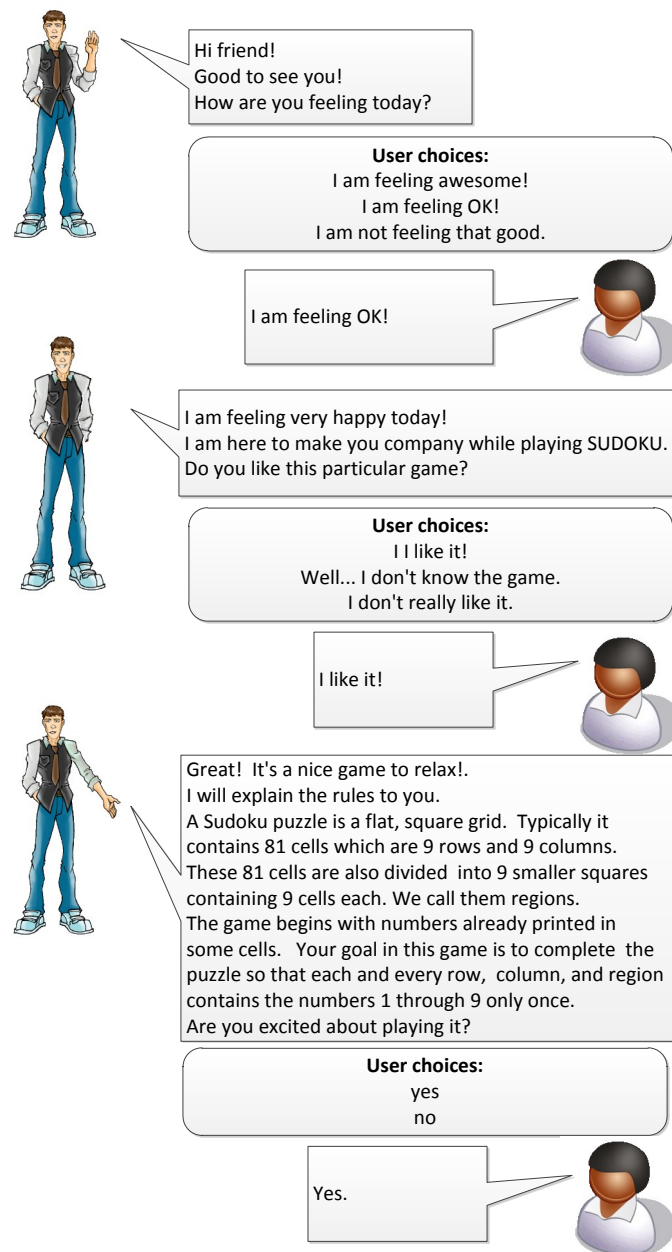 Hi friend!
Good to see you!
How are you feeling today?
User choices:
I am feeling awesome!
I am feeling OK!
I am not feeling that good.
I am feeling OK!
I am feeling very happy today!
I am here to make you company while playing SUDOKU.
Do you like this particular game?
User choices:
I I like it!
Well... I don't know the game.
I don't really like it.
I like it!
Great!  It's a nice game to relax!.
I will explain the rules to you.
A Sudoku puzzle is a flat, square grid.  Typically it
contains 81 cells which are 9 rows and 9 columns.
These 81 cells are also divided  into 9 smaller squares
containing 9 cells each. We call them regions.
The game begins with numbers already printed in
some cells.   Your goal in this game is to complete  the
puzzle so that each and every row,  column, and region
contains the numbers 1 through 9 only once.
Are you excited about playing it?
User choices:
yes
no
Yes.